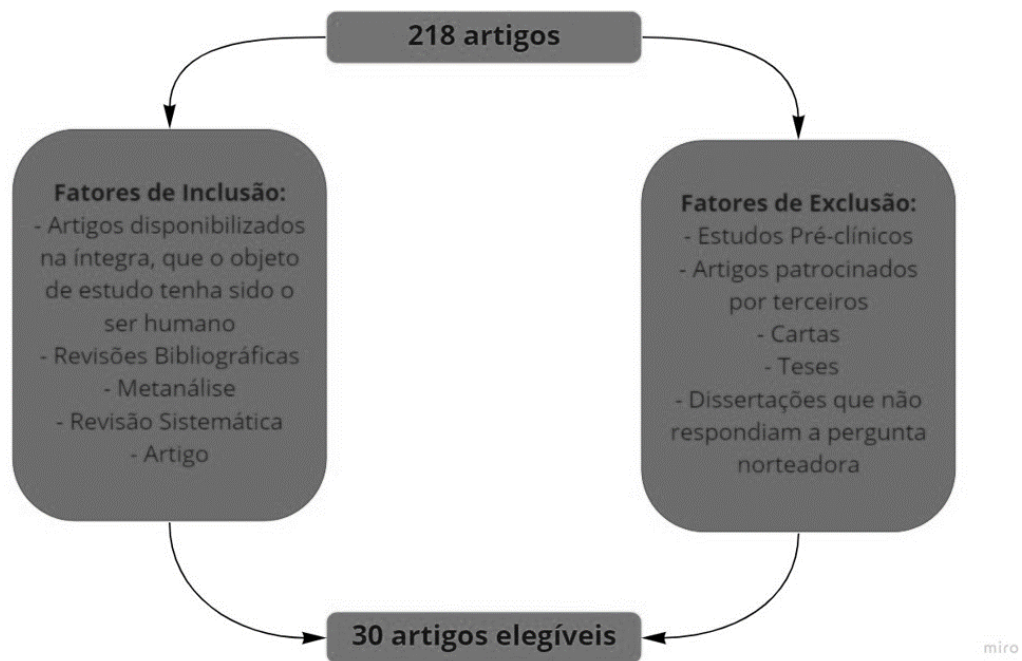 218 artigos
Fatores de Inclusão:
- Artigos disponibilizados
na íntegra, que o objeto
de estudo tenha sido o
ser humano
- Revisões Bibliográficas
- Metanálise
- Revisão Sistemática
- Artigo
Fatores de Exclusão:
- Estudos Pré-clínicos
- Artigos patrocinados
por terceiros
- Cartas
- Teses
- Dissertações que não
respondiam a pergunta
norteadora
30 artigos elegíveis
miro